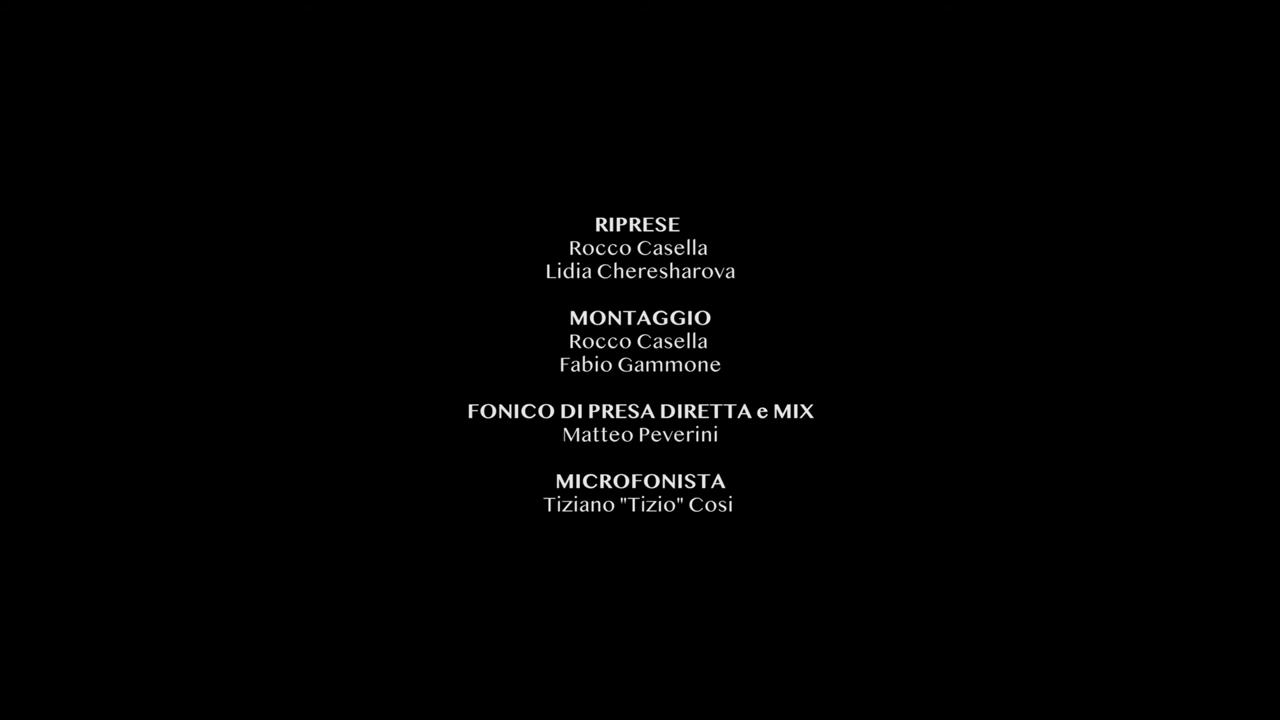 RIPRESE
Rocco Casella
Lidia Cheresharova
MONTAGGIO
Rocco Casella
Fabio Gammone
FONICO DI PRESA DIRETTA e MIX
Matteo Peverini
MICROFONISTA
Tiziano "Tizio" Cosi